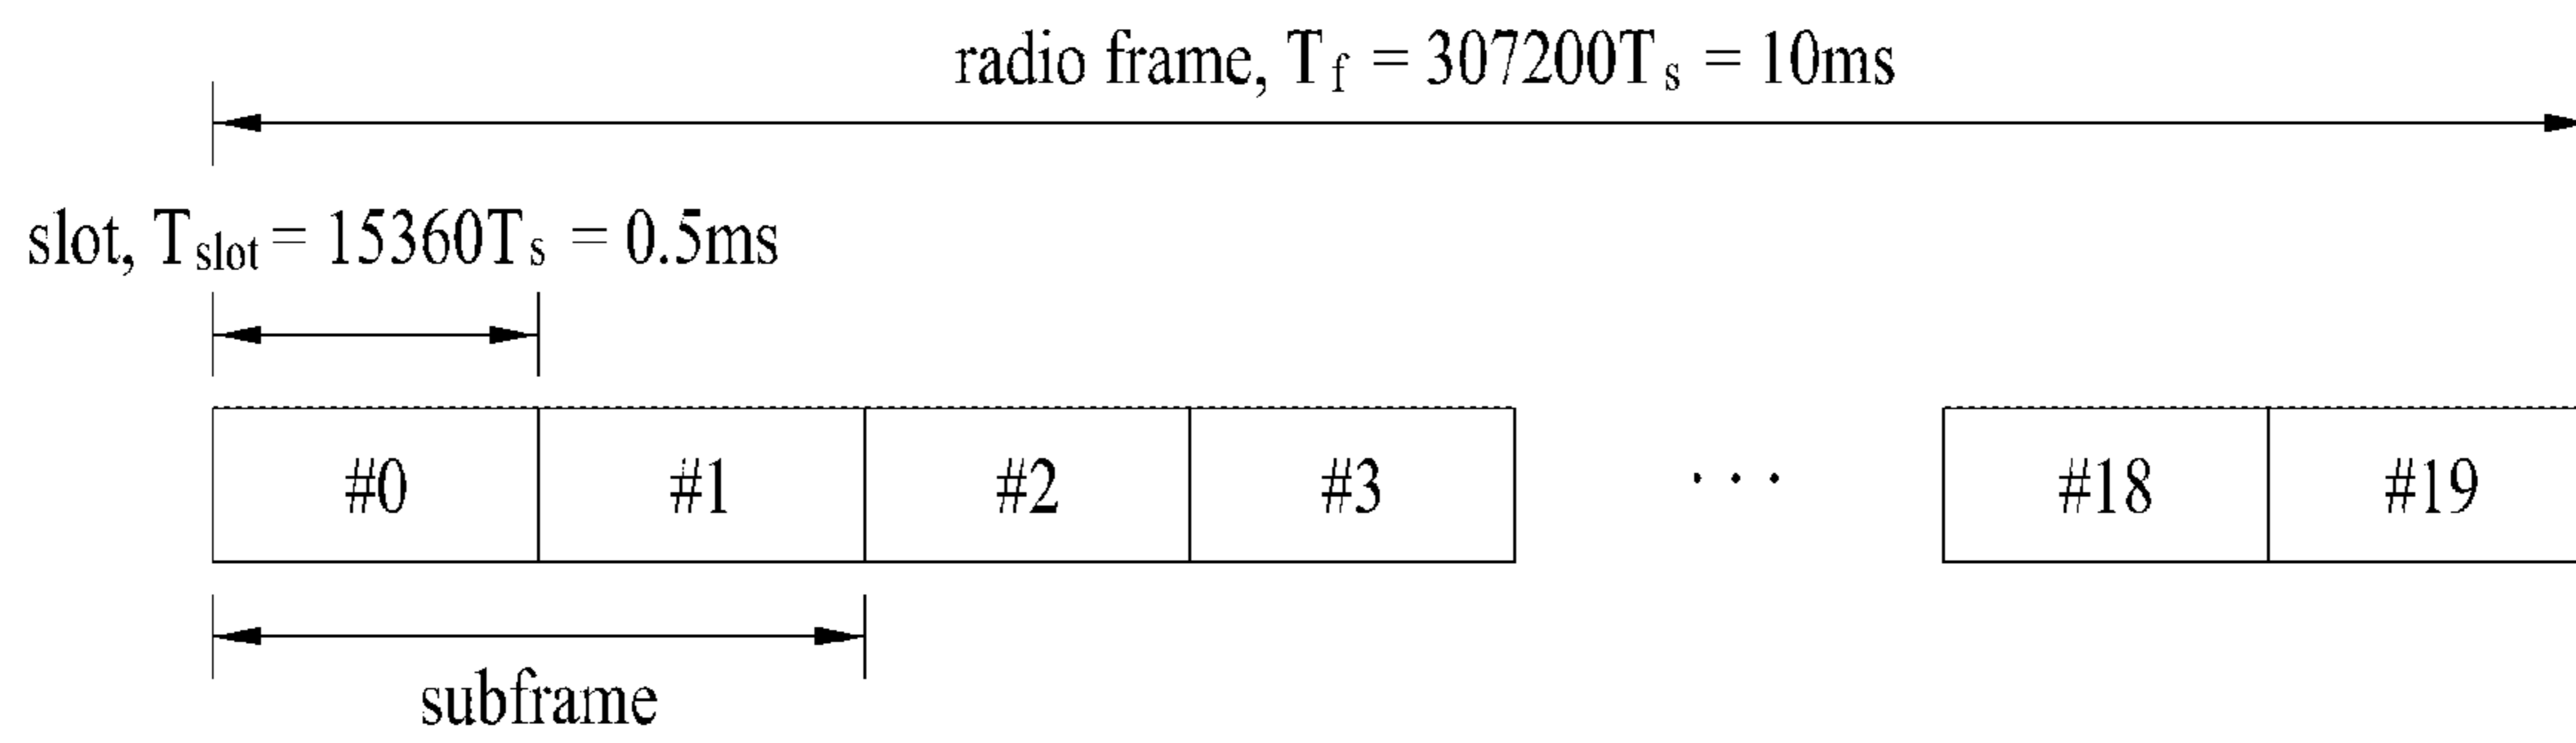 radio frame, Tf = 307200Ts = 10ms
slot, Tslot = 15360Ts = 0.5ms
#0 #1 #2 #3 ... #18 #19
subframe